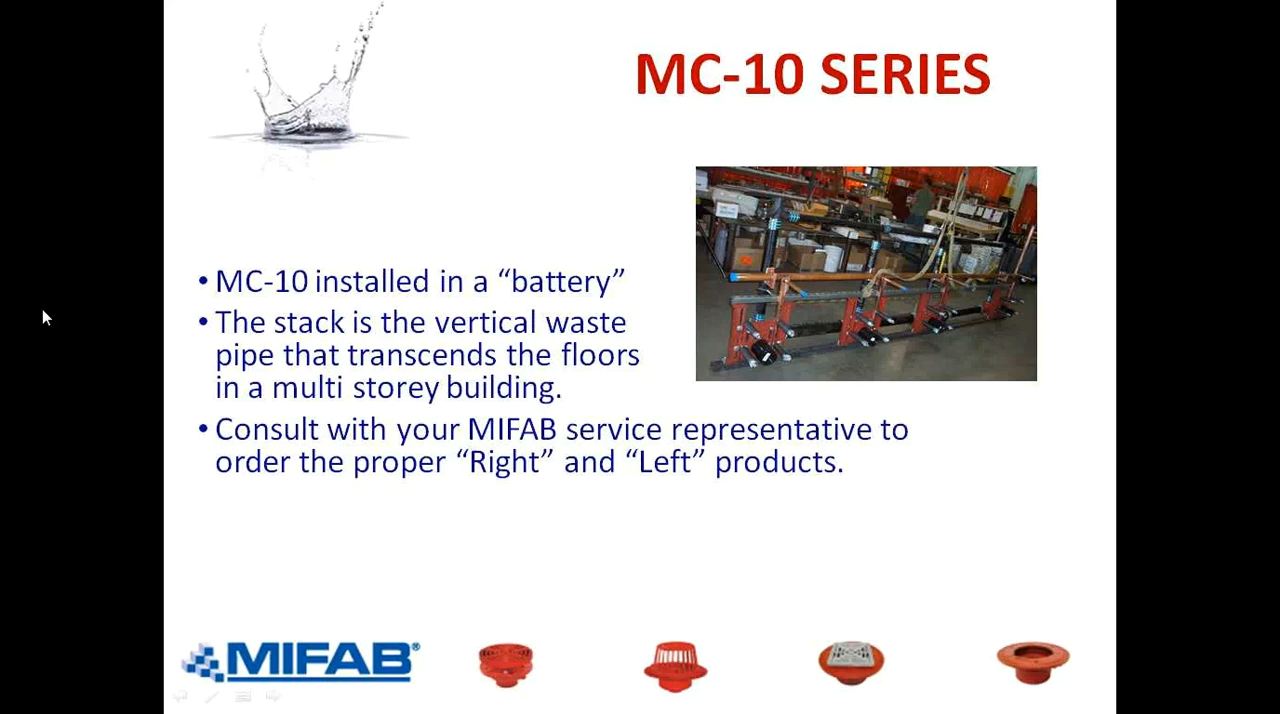 MC-10 SERIES
• MC-10 installed in a “battery”
• The stack is the vertical waste
pipe that transcends the floors
in a multi storey building.
• Consult with your MIFAB service representative to
order the proper “Right” and “Left” products.
MIFAB®